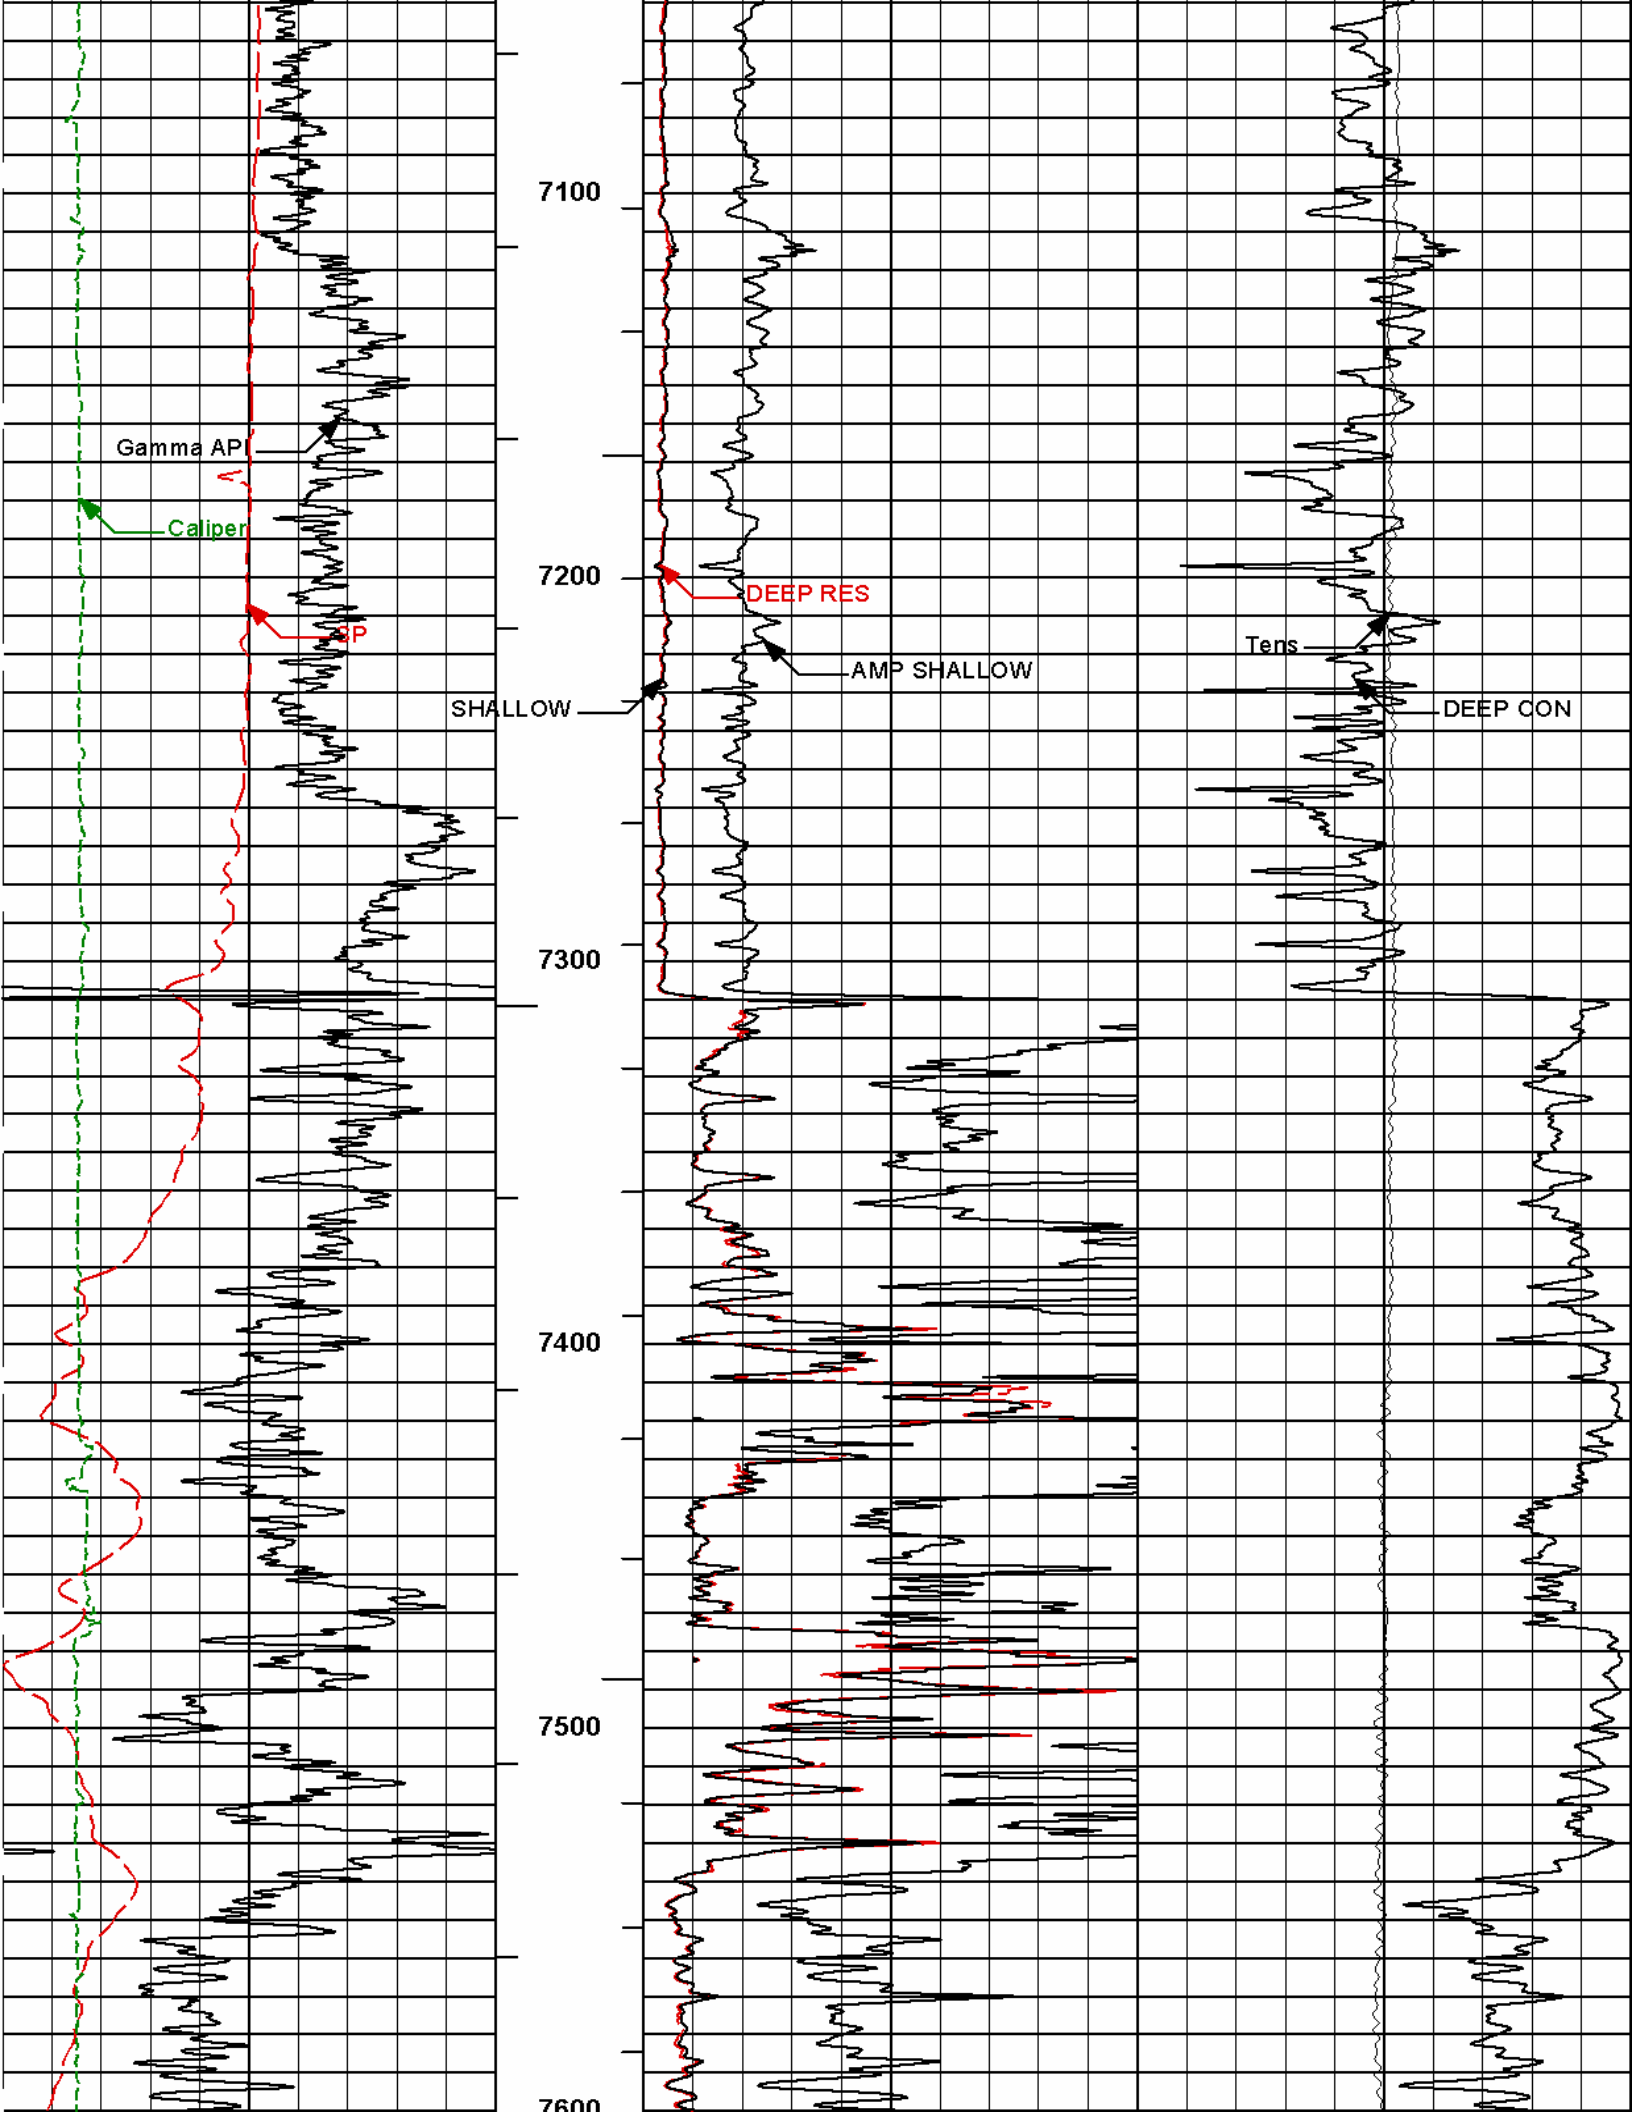 7100
Gamma API
Caliper
7200
DEEP RES
SP
Tens
AMP SHALLOW
SHALLOW
DEEP CON
7300
7400
7500
7600